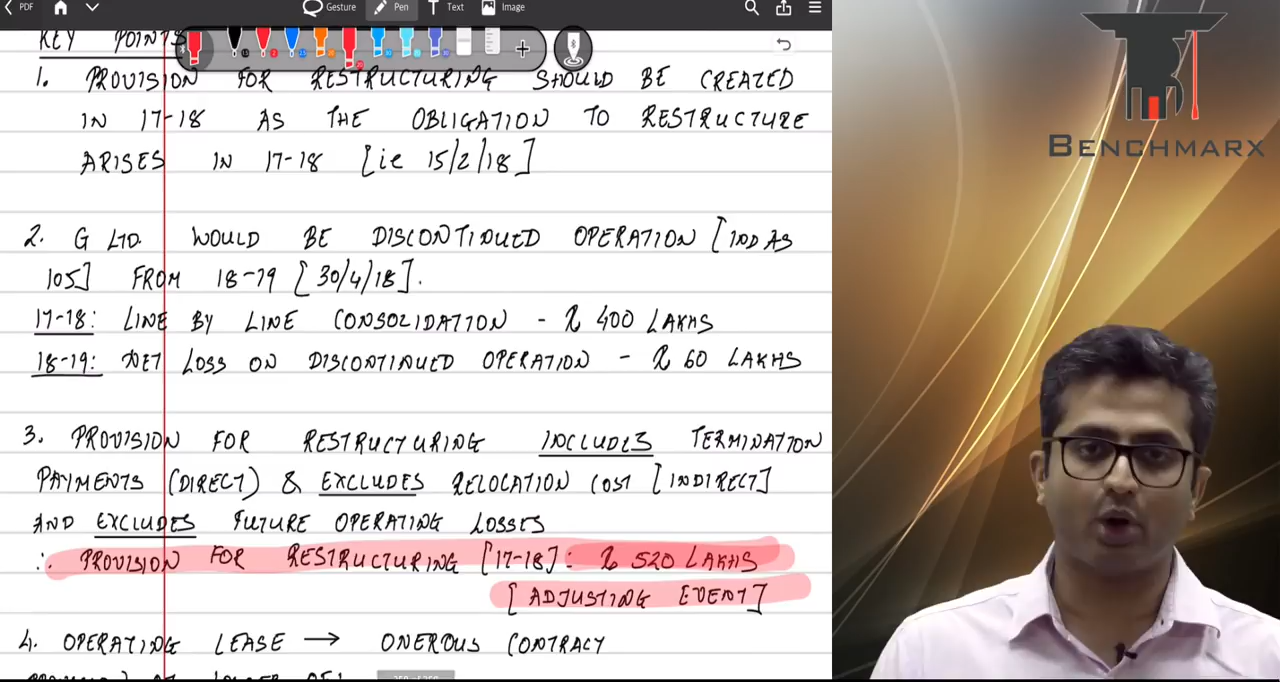 PDF
Gesture
Pen
Text
Image
KEY POINTS
1. PROVISION FOR RESTRUCTURING SHOULD BE CREATED
IN 17-18 AS THE OBLIGATION TO RESTRUCTURE
ARISES IN 17-18 [ie 15/2/18]
2. G LTD. WOULD BE DISCONTINUED OPERATION [IND AS
105] FROM 18-19 [30/4/18].
17-18: LINE BY LINE CONSOLIDATION - ₹ 400 LAKHS
18-19: NET LOSS ON DISCONTINUED OPERATION - ₹ 60 LAKHS
3. PROVISION FOR RESTRUCTURING INCLUDES TERMINATION
PAYMENTS (DIRECT) & EXCLUDES RELOCATION COST [INDIRECT]
AND EXCLUDES FUTURE OPERATING LOSSES
∴ PROVISION FOR RESTRUCTURING [17-18]: ₹ 520 LAKHS
[ADJUSTING EVENT]
4. OPERATING LEASE → ONEROUS CONTRACT
BENCHMARX